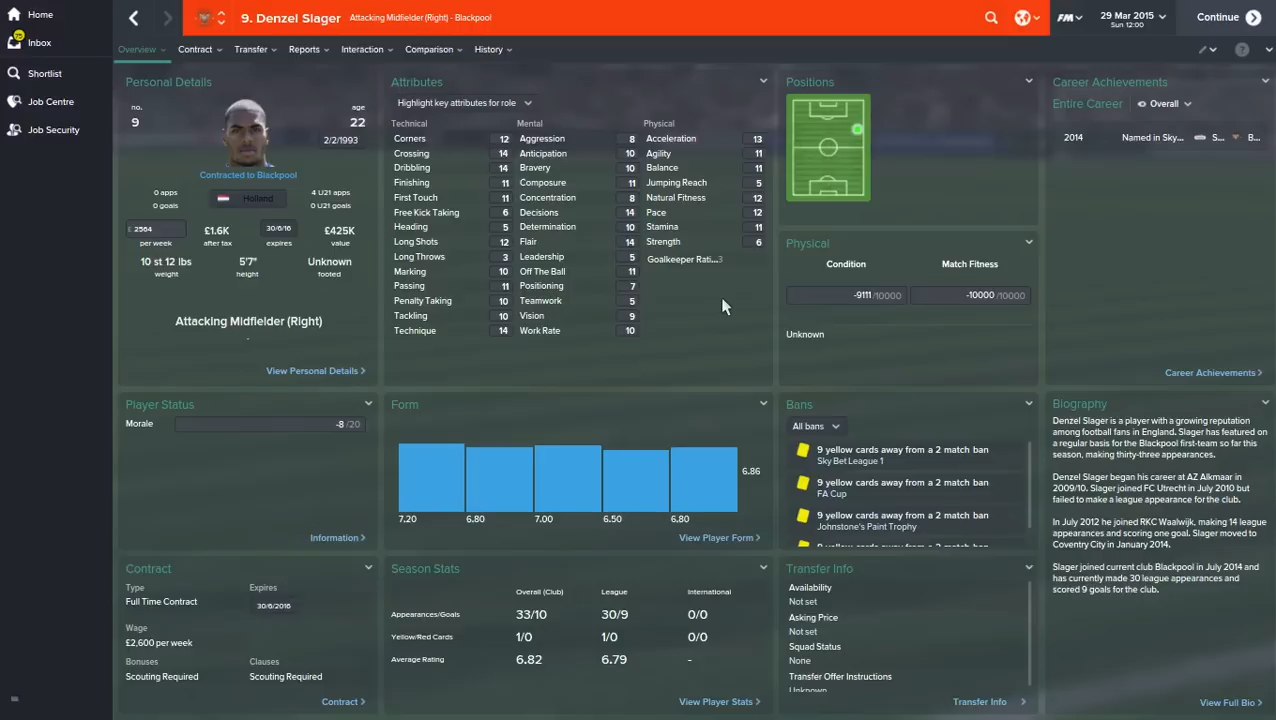 Home
Inbox
75
Shortlist
Job Centre
Job Security
9. Denzel Slager
Attacking Midfielder (Right) - Blackpool
FM
29 Mar 2015
Sun 12:00
Continue
Overview
Contract
Transfer
Reports
Interaction
Comparison
History
Personal Details
no.
9
age
22
2/2/1993
Contracted to Blackpool
0 apps
0 goals
Holland
4 U21 apps
0 U21 goals
£ 2564
per week
£1.6K
after tax
30/6/16
expires
£425K
value
10 st 12 lbs
weight
5'7"
height
Unknown
footed
Attacking Midfielder (Right)
-
View Personal Details
Attributes
Highlight key attributes for role
Technical Mental Physical
Corners 12 Aggression 8 Acceleration 13
Crossing 14 Anticipation 10 Agility 11
Dribbling 14 Bravery 10 Balance 11
Finishing 11 Composure 11 Jumping Reach 5
First Touch 11 Concentration 8 Natural Fitness 12
Free Kick Taking 6 Decisions 14 Pace 12
Heading 5 Determination 10 Stamina 11
Long Shots 12 Flair 14 Strength 6
Long Throws 3 Leadership 5 Goalkeeper Rati...3
Marking 10 Off The Ball 11
Passing 11 Positioning 7
Penalty Taking 10 Teamwork 5
Tackling 10 Vision 9
Technique 14 Work Rate 10
Positions
Physical
Condition Match Fitness
-9111 /10000 -10000 /10000
Unknown
Career Achievements
Entire Career Overall
2014 Named in Sky... S... B...
Career Achievements
Player Status
Morale -8 /20
Information
Form
7.20 6.80 7.00 6.50 6.80
6.86
View Player Form
Bans
All bans
9 yellow cards away from a 2 match ban
Sky Bet League 1
9 yellow cards away from a 2 match ban
FA Cup
9 yellow cards away from a 2 match ban
Johnstone's Paint Trophy
9 yellow cards away from a 2 match ban
Biography
Denzel Slager is a player with a growing reputation
among football fans in England. Slager has featured on
a regular basis for the Blackpool first-team so far this
season, making thirty-three appearances.
Denzel Slager began his career at AZ Alkmaar in
2009/10. Slager joined FC Utrecht in July 2010 but
failed to make a league appearance for the club.
In July 2012 he joined RKC Waalwijk, making 14 league
appearances and scoring one goal. Slager moved to
Coventry City in January 2014.
Slager joined current club Blackpool in July 2014 and
has currently made 30 league appearances and
scored 9 goals for the club.
View Full Bio
Contract
Type Expires
Full Time Contract 30/6/2016
Wage
£2,600 per week
Bonuses Clauses
Scouting Required Scouting Required
Contract
Season Stats
Overall (Club) League International
Appearances/Goals 33/10 30/9 0/0
Yellow/Red Cards 1/0 1/0 0/0
Average Rating 6.82 6.79 -
View Player Stats
Transfer Info
Availability
Not set
Asking Price
Not set
Squad Status
None
Transfer Offer Instructions
Unknown
Transfer Info